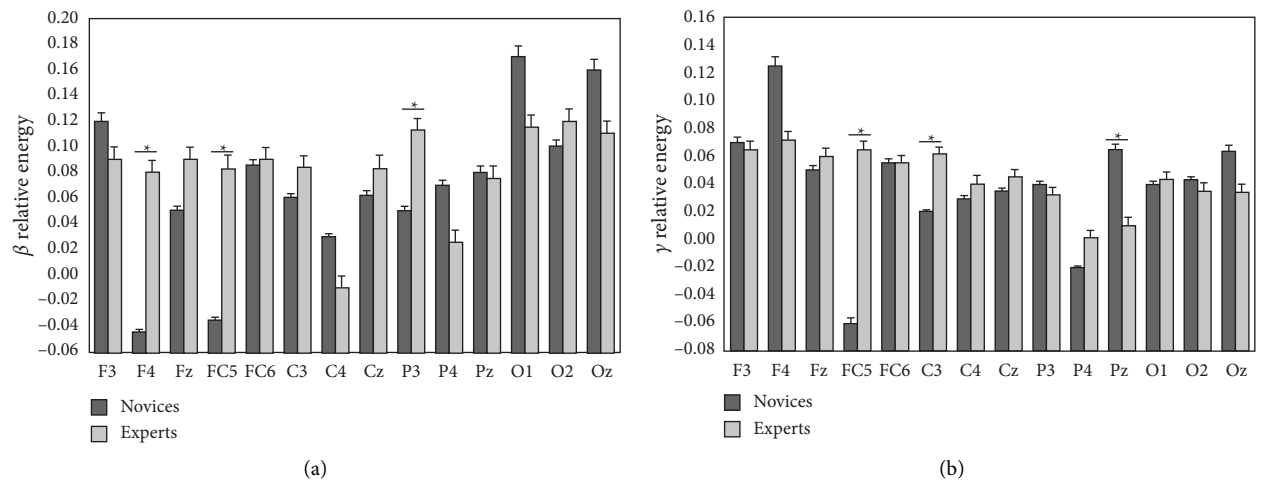 β relative energy
0.20
0.18
0.16
0.14
0.12
0.10
0.08
0.06
0.04
0.02
0.00
–0.02
–0.04
–0.06
* * *
F3 F4 Fz FC5 FC6 C3 C4 Cz P3 P4 Pz O1 O2 Oz
Novices
Experts
(a)
γ relative energy
0.16
0.14
0.12
0.10
0.08
0.06
0.04
0.02
0.00
–0.02
–0.04
–0.06
–0.08
* * *
F3 F4 Fz FC5 FC6 C3 C4 Cz P3 P4 Pz O1 O2 Oz
Novices
Experts
(b)